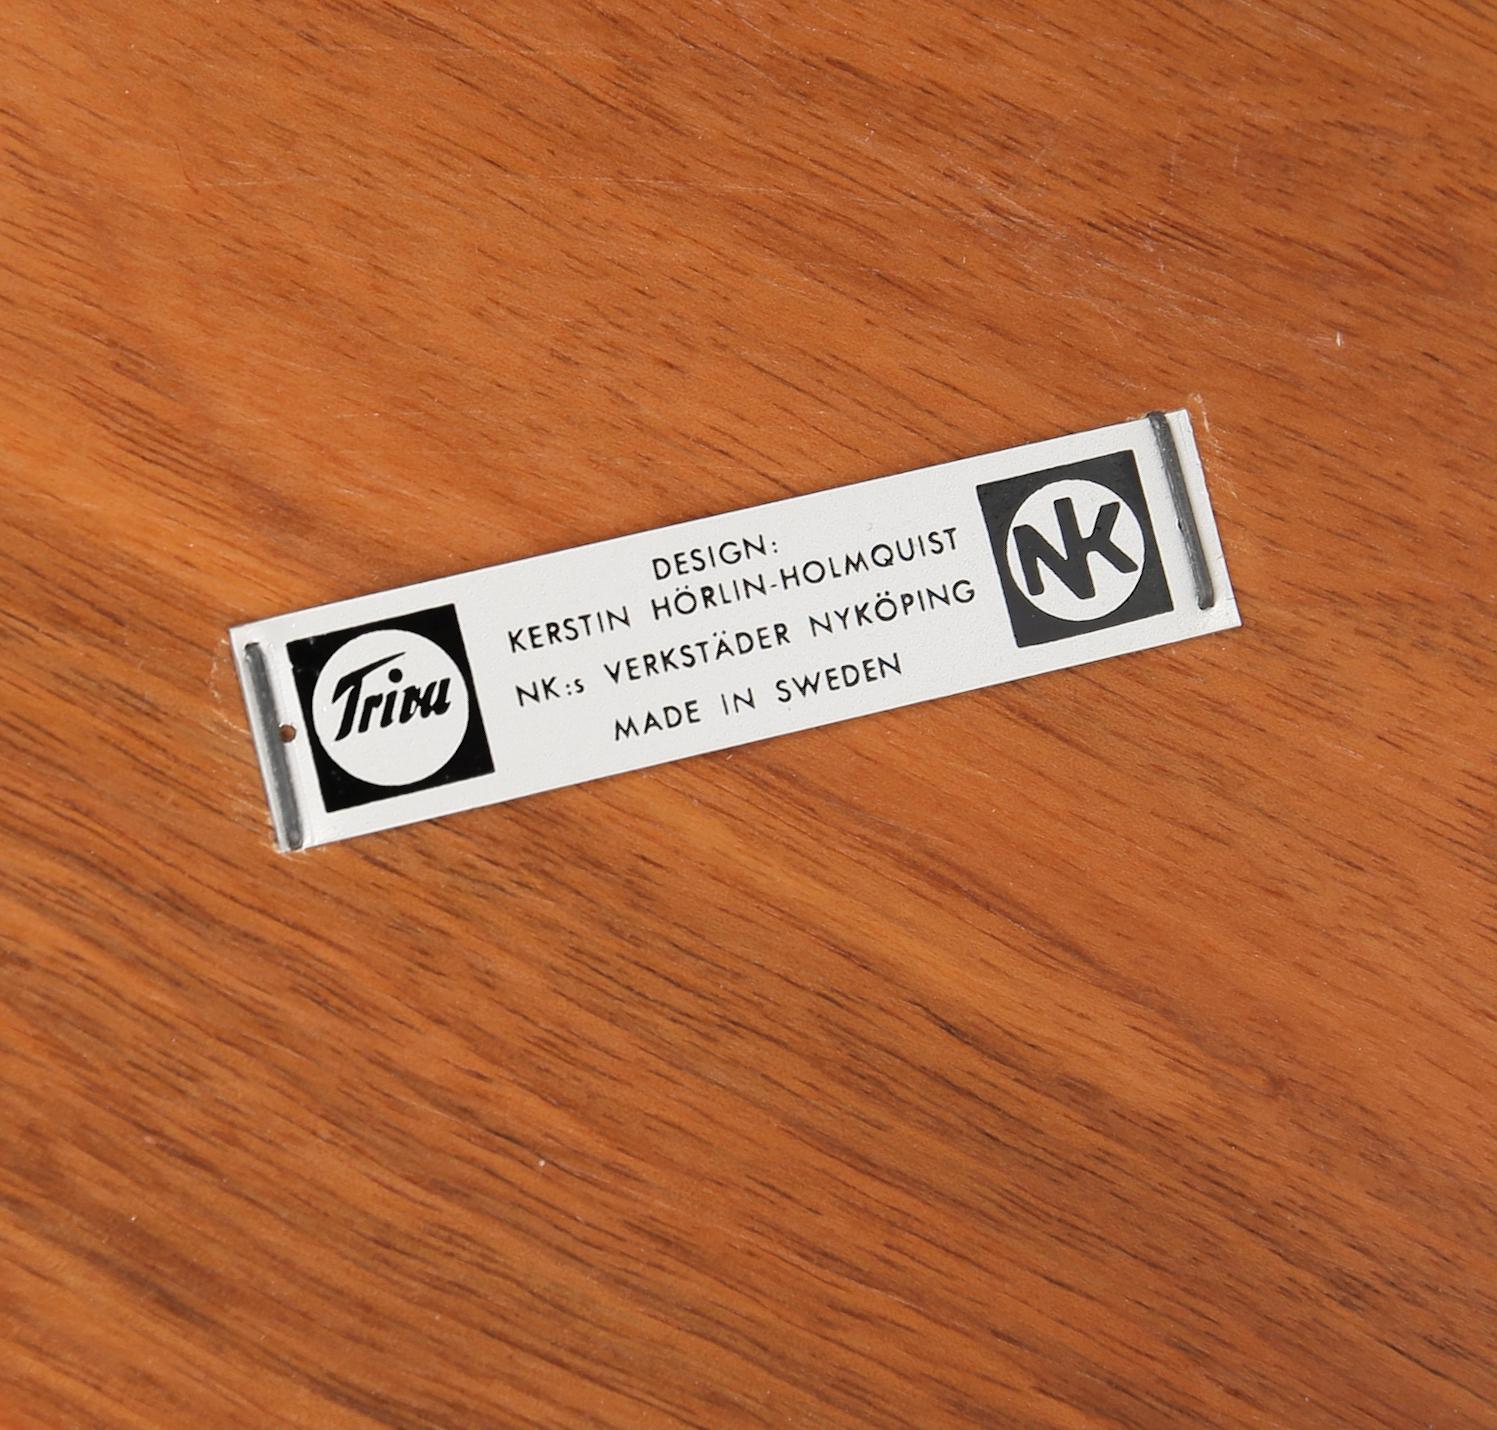 Triva
DESIGN:
KERSTIN HÖRLIN-HOLMQUIST
NK:s VERKSTÄDER NYKÖPING
MADE IN SWEDEN
NK